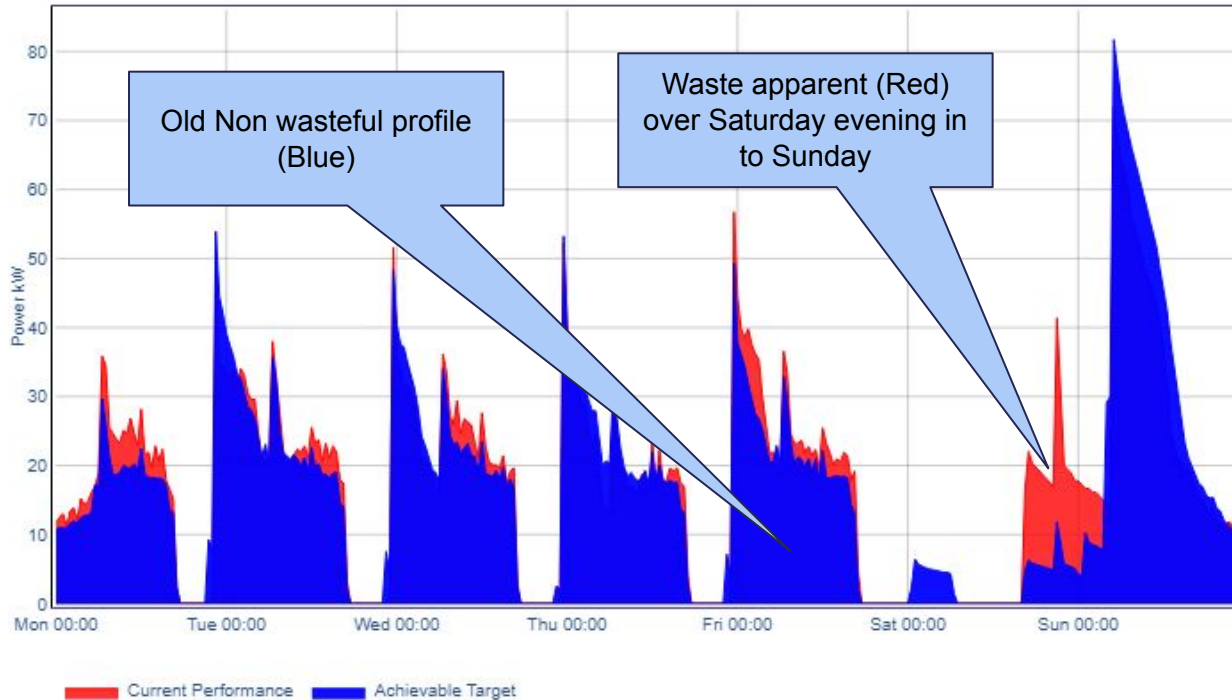 80
70
60
50
40
30
20
10
0
Power kW
Old Non wasteful profile
(Blue)
Waste apparent (Red)
over Saturday evening in
to Sunday
Mon 00:00
Tue 00:00
Wed 00:00
Thu 00:00
Fri 00:00
Sat 00:00
Sun 00:00
Current Performance
Achievable Target